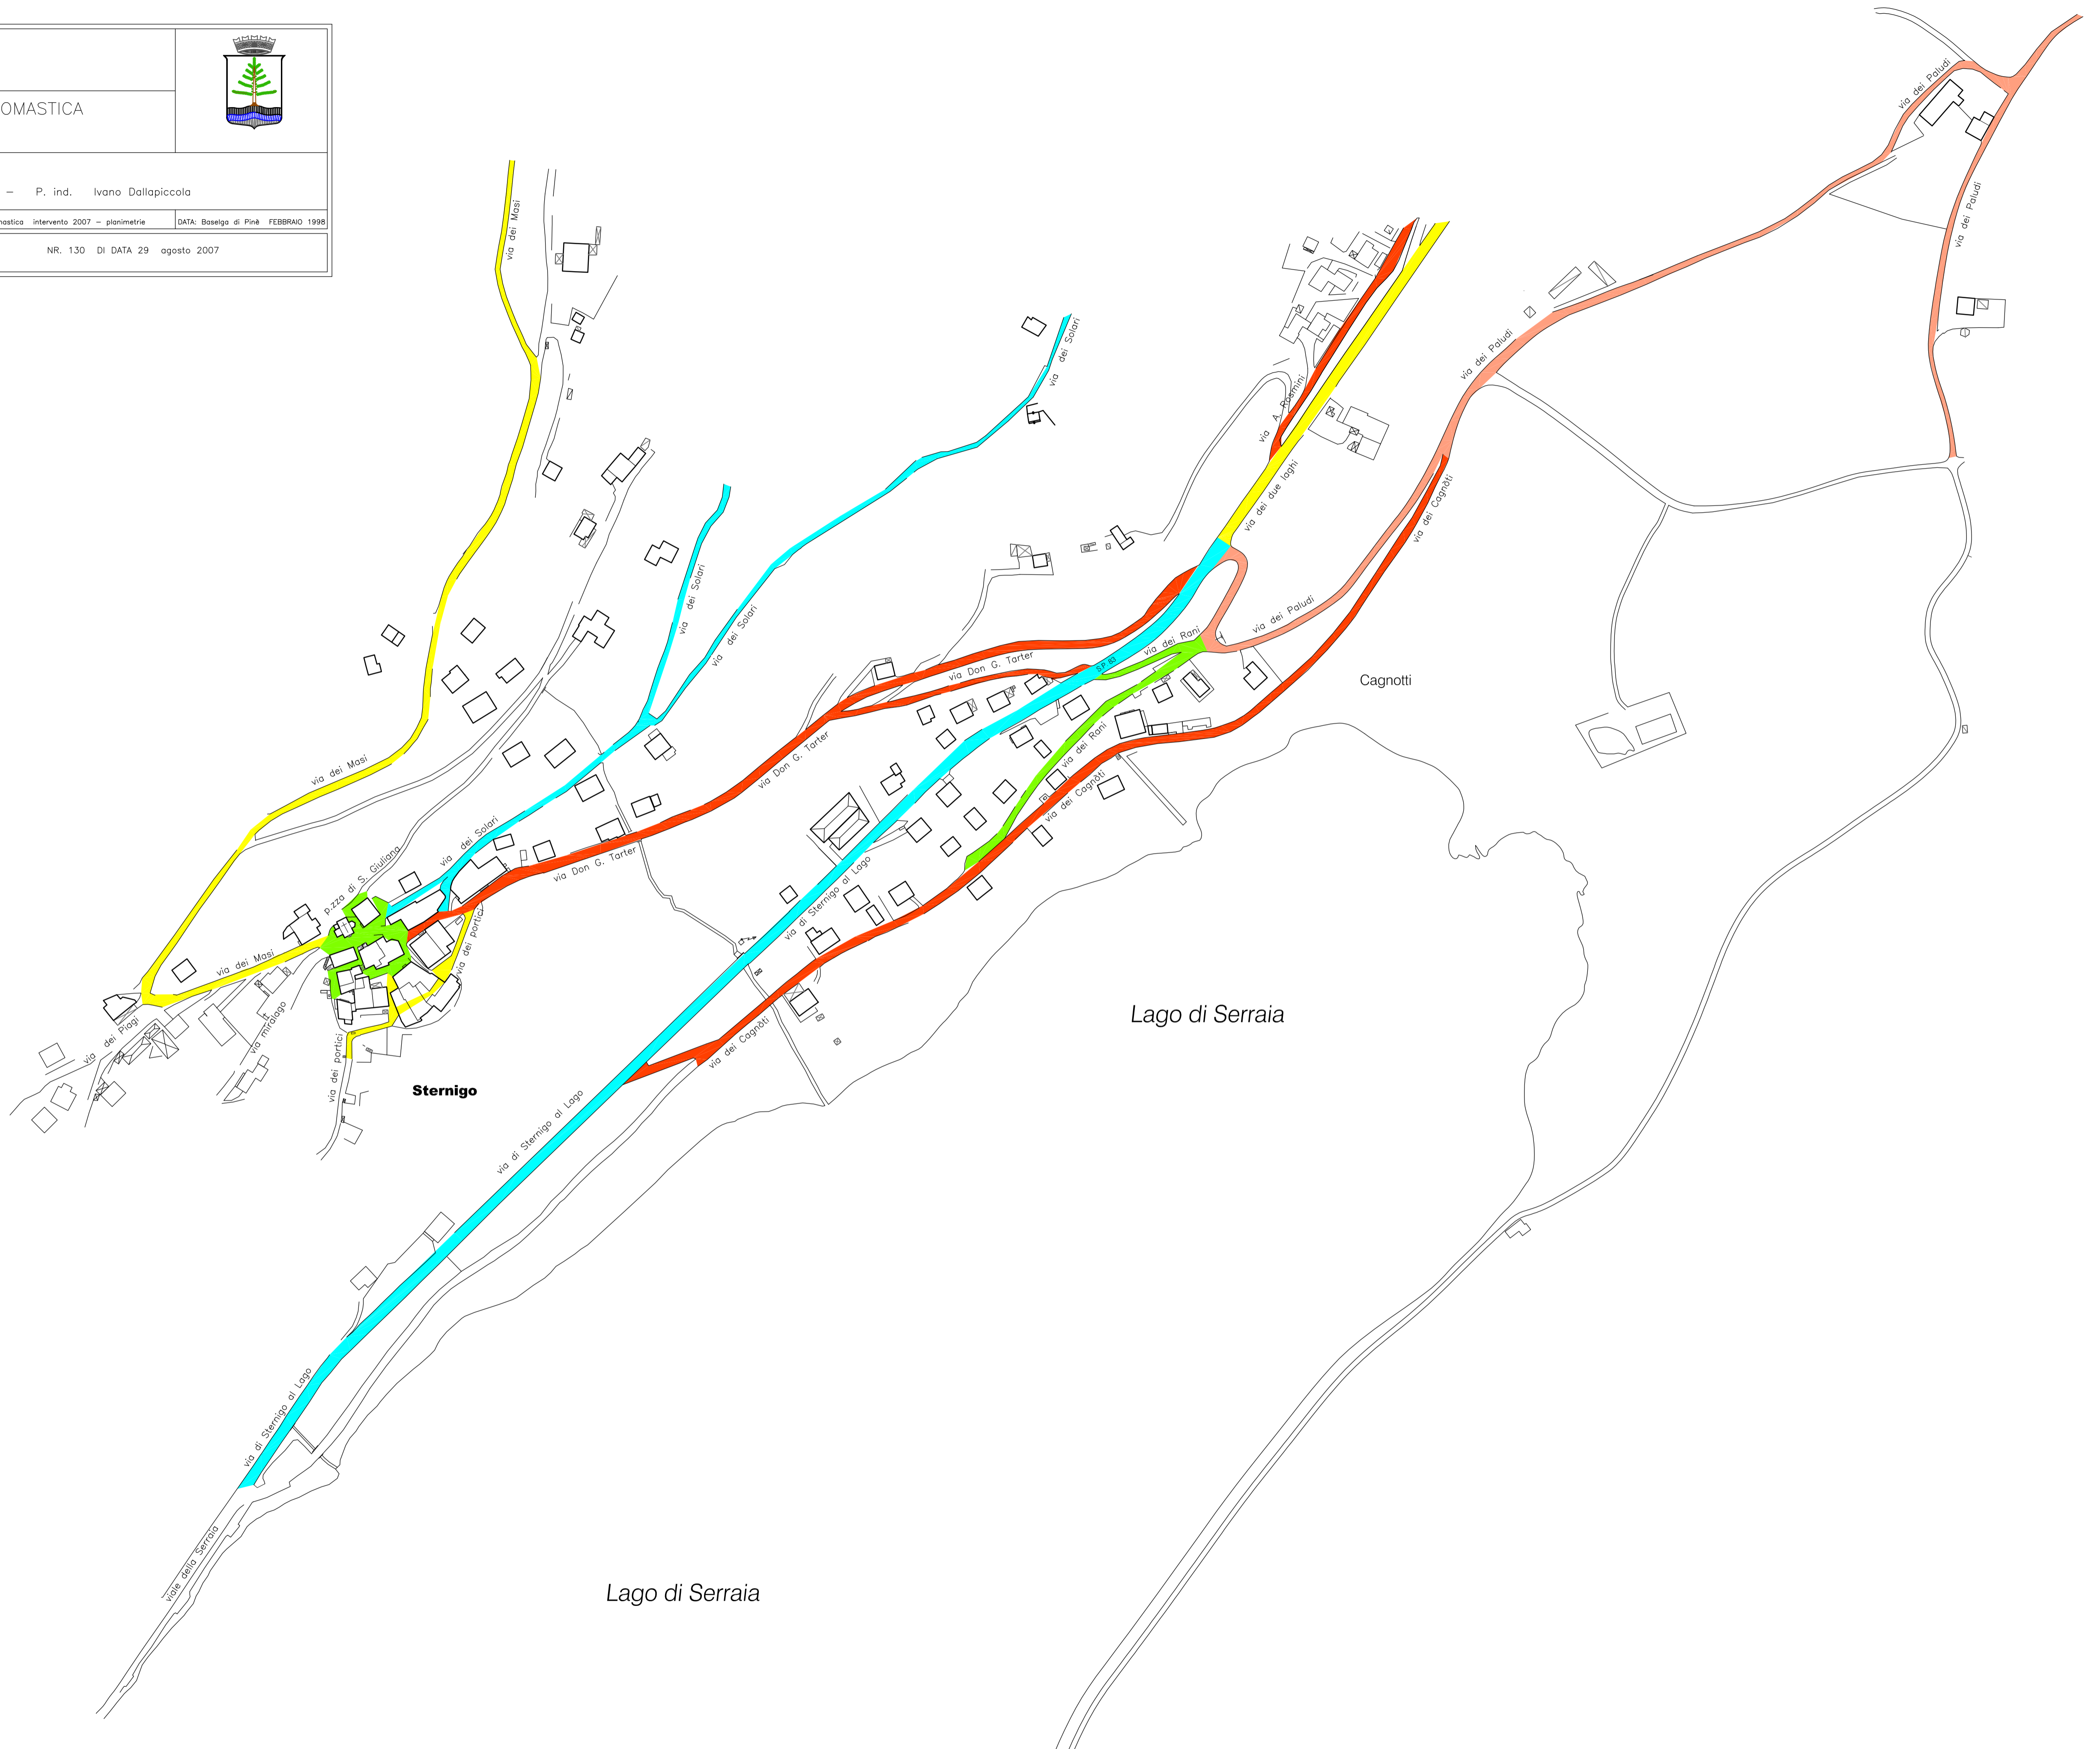 OMASTICA
– P. ind. Ivano Dallapiccola
nastica intervento 2007 – planimetrie
DATA: Baselga di Pinè FEBBRAIO 1998
NR. 130 DI DATA 29 agosto 2007
via dei Paludi
via dei Masi
via dei Paludi
via dei Solari
via dei Paludi
via A. Rosmini
via dei due laghi
via dei Cagnòti
via dei Solari
via dei Solari
via dei Paludi
via dei Rani
S.P. 83
via Don G. Tarter
Cagnotti
via dei Masi
via Don G. Tarter
via dei Rani
via dei Cagnòti
via dei Solari
p.zza di S. Giuliana
via Don G. Tarter
via di Sternigo al Lago
via dei portici
via dei Masi
via dei Piagi
via miralago
via dei portici
Lago di Serraia
via dei Cagnòti
Sternigo
via di Sternigo al Lago
via di Sternigo al Lago
viale della Serraia
Lago di Serraia